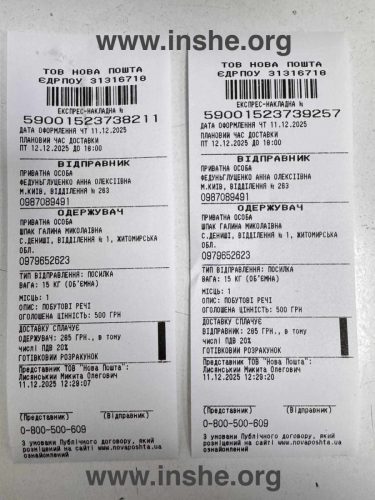 www.inshe.org
ТОВ НОВА ПОШТА
ЄДРПОУ 31316718
ЕКСПРЕС-НАКЛАДНА №
59001523738211
ДАТА ОФОРМЛЕННЯ ЧТ 11.12.2025
ПЛАНОВИЙ ЧАС ДОСТАВКИ
ПТ 12.12.2025 ДО 18:00
ВІДПРАВНИК
ПРИВАТНА ОСОБА
ФЕДУНЬГЛУЩЕНКО АННА ОЛЕКСІЇВНА
М.КИЇВ, ВІДДІЛЕННЯ № 283
0987089491
ОДЕРЖУВАЧ
ПРИВАТНА ОСОБА
ШПАК ГАЛИНА МИКОЛАЇВНА
С.ДЕНИШІ, ВІДДІЛЕННЯ № 1, ЖИТОМИРСЬКА
ОБЛ.
0979652623
ТИП ВІДПРАВЛЕННЯ: ПОСИЛКА
ВАГА: 15 КГ (ОБ'ЄМНА)
МІСЦЬ: 1
ОПИС: ПОБУТОВІ РЕЧІ
ОГОЛОШЕНА ЦІННІСТЬ: 500 ГРН
ДОСТАВКУ СПЛАЧУЄ
ОДЕРЖУВАЧ: 285 ГРН., в тому
числі ПДВ 20%
ГОТІВКОВИЙ РОЗРАХУНОК
Представник ТОВ "Нова Пошта":
Лисянський Микита Олегович
11.12.2025 12:29:07
(Представник) (Відправник)
0-800-500-609
З умовами Публічного договору, який
розміщений на сайті www.novaposhta.ua
ознайомлений
ТОВ НОВА ПОШТА
ЄДРПОУ 31316718
ЕКСПРЕС-НАКЛАДНА №
59001523739257
ДАТА ОФОРМЛЕННЯ ЧТ 11.12.2025
ПЛАНОВИЙ ЧАС ДОСТАВКИ
ПТ 12.12.2025 ДО 18:00
ВІДПРАВНИК
ПРИВАТНА ОСОБА
ФЕДУНЬГЛУЩЕНКО АННА ОЛЕКСІЇВНА
М.КИЇВ, ВІДДІЛЕННЯ № 283
0987089491
ОДЕРЖУВАЧ
ПРИВАТНА ОСОБА
ШПАК ГАЛИНА МИКОЛАЇВНА
С.ДЕНИШІ, ВІДДІЛЕННЯ № 1, ЖИТОМИРСЬКА
ОБЛ.
0979652623
ТИП ВІДПРАВЛЕННЯ: ПОСИЛКА
ВАГА: 15 КГ (ОБ'ЄМНА)
МІСЦЬ: 1
ОПИС: ПОБУТОВІ РЕЧІ
ОГОЛОШЕНА ЦІННІСТЬ: 500 ГРН
ДОСТАВКУ СПЛАЧУЄ
ВІДПРАВНИК: 285 ГРН., в тому
числі ПДВ 20%
ГОТІВКОВИЙ РОЗРАХУНОК
Представник ТОВ "Нова Пошта":
Лисянський Микита Олегович
11.12.2025 12:29:20
(Представник) (Відправник)
0-800-500-609
З умовами Публічного договору, який
розміщений на сайті www.novaposhta.ua
ознайомлений
www.inshe.org